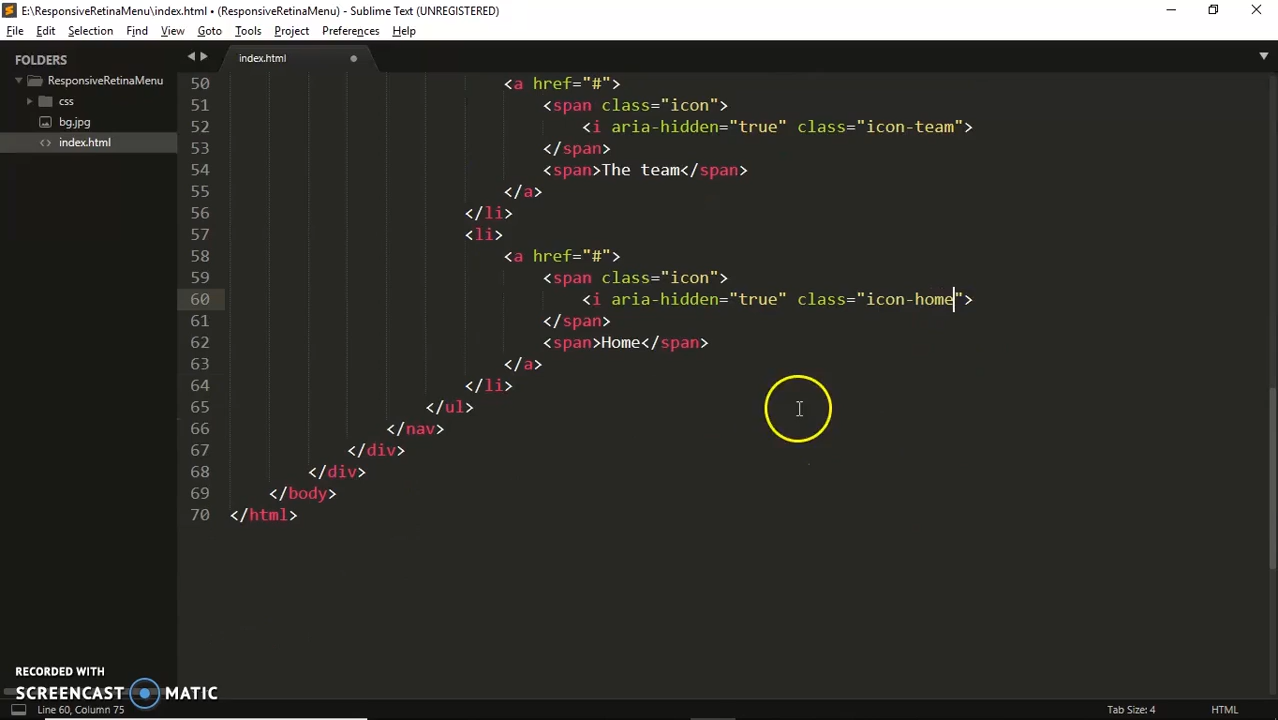 E:\ResponsiveRetinaMenu\index.html • (ResponsiveRetinaMenu) - Sublime Text (UNREGISTERED)
File Edit Selection Find View Goto Tools Project Preferences Help
FOLDERS
ResponsiveRetinaMenu
css
bg.jpg
index.html
index.html
50 <a href="#">
51 <span class="icon">
52 <i aria-hidden="true" class="icon-team">
53 </span>
54 <span>The team</span>
55 </a>
56 </li>
57 <li>
58 <a href="#">
59 <span class="icon">
60 <i aria-hidden="true" class="icon-home">
61 </span>
62 <span>Home</span>
63 </a>
64 </li>
65 </ul>
66 </nav>
67 </div>
68 </div>
69 </body>
70 </html>
RECORDED WITH
SCREENCAST MATIC
Line 60, Column 75
Tab Size: 4
HTML